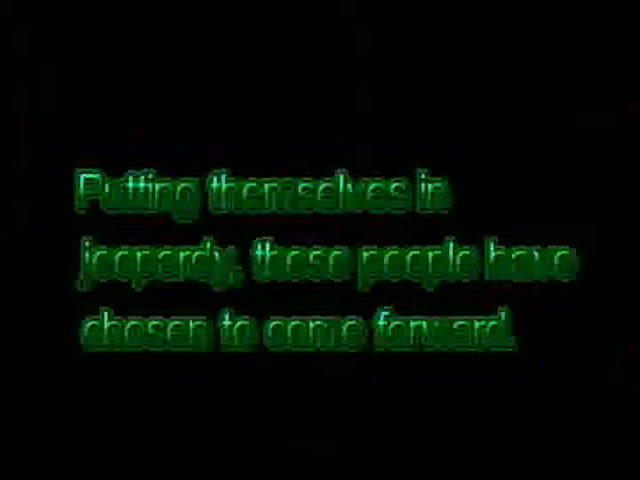 Putting themselves in
jeopardy, these people have
chosen to come forward.